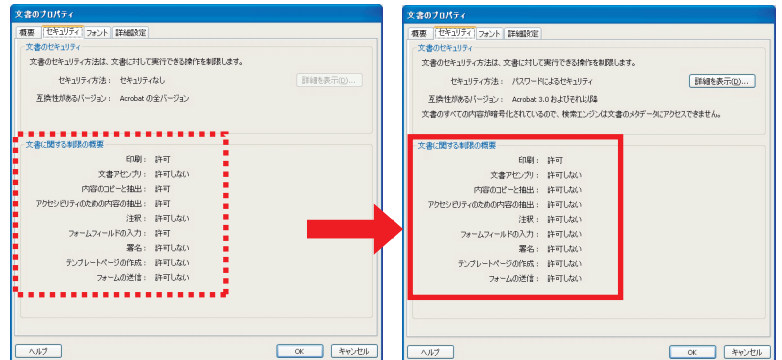 文書のプロパティ
概要 セキュリティ フォント 詳細設定
文書のセキュリティ
文書のセキュリティ方法は、文書に対して実行できる操作を制限します。
セキュリティ方法： セキュリティなし
詳細を表示(D)...
互換性があるバージョン： Acrobat の全バージョン
文書に関する制限の概要
印刷： 許可
文書アセンブリ： 許可しない
内容のコピーと抽出： 許可
アクセシビリティのための内容の抽出： 許可
注釈： 許可しない
フォームフィールドの入力： 許可
署名： 許可しない
テンプレートページの作成： 許可しない
フォームの送信： 許可しない
ヘルプ OK キャンセル
文書のプロパティ
概要 セキュリティ フォント 詳細設定
文書のセキュリティ
文書のセキュリティ方法は、文書に対して実行できる操作を制限します。
セキュリティ方法： パスワードによるセキュリティ
詳細を表示(D)...
互換性があるバージョン： Acrobat 3.0 およびそれ以降
文書のすべての内容が暗号化されているので、検索エンジンは文書のメタデータにアクセスできません。
文書に関する制限の概要
印刷： 許可
文書アセンブリ： 許可しない
内容のコピーと抽出： 許可しない
アクセシビリティのための内容の抽出： 許可しない
注釈： 許可しない
フォームフィールドの入力： 許可しない
署名： 許可しない
テンプレートページの作成： 許可しない
フォームの送信： 許可しない
ヘルプ OK キャンセル